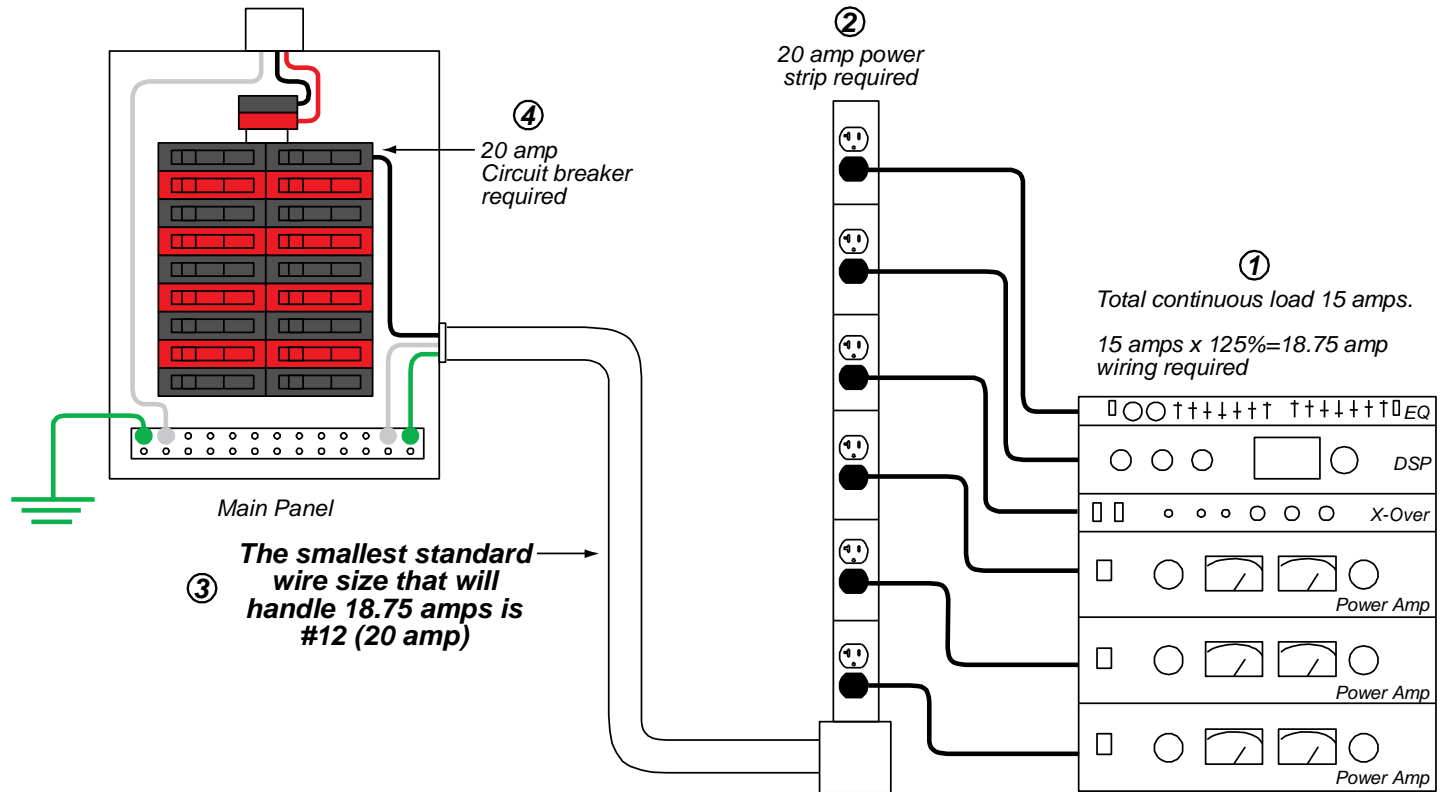 ②
20 amp power
strip required
④
20 amp
Circuit breaker
required
①
Total continuous load 15 amps.
15 amps x 125%=18.75 amp
wiring required
EQ
DSP
X-Over
Power Amp
Power Amp
Power Amp
Main Panel
③
The smallest standard
wire size that will
handle 18.75 amps is
#12 (20 amp)